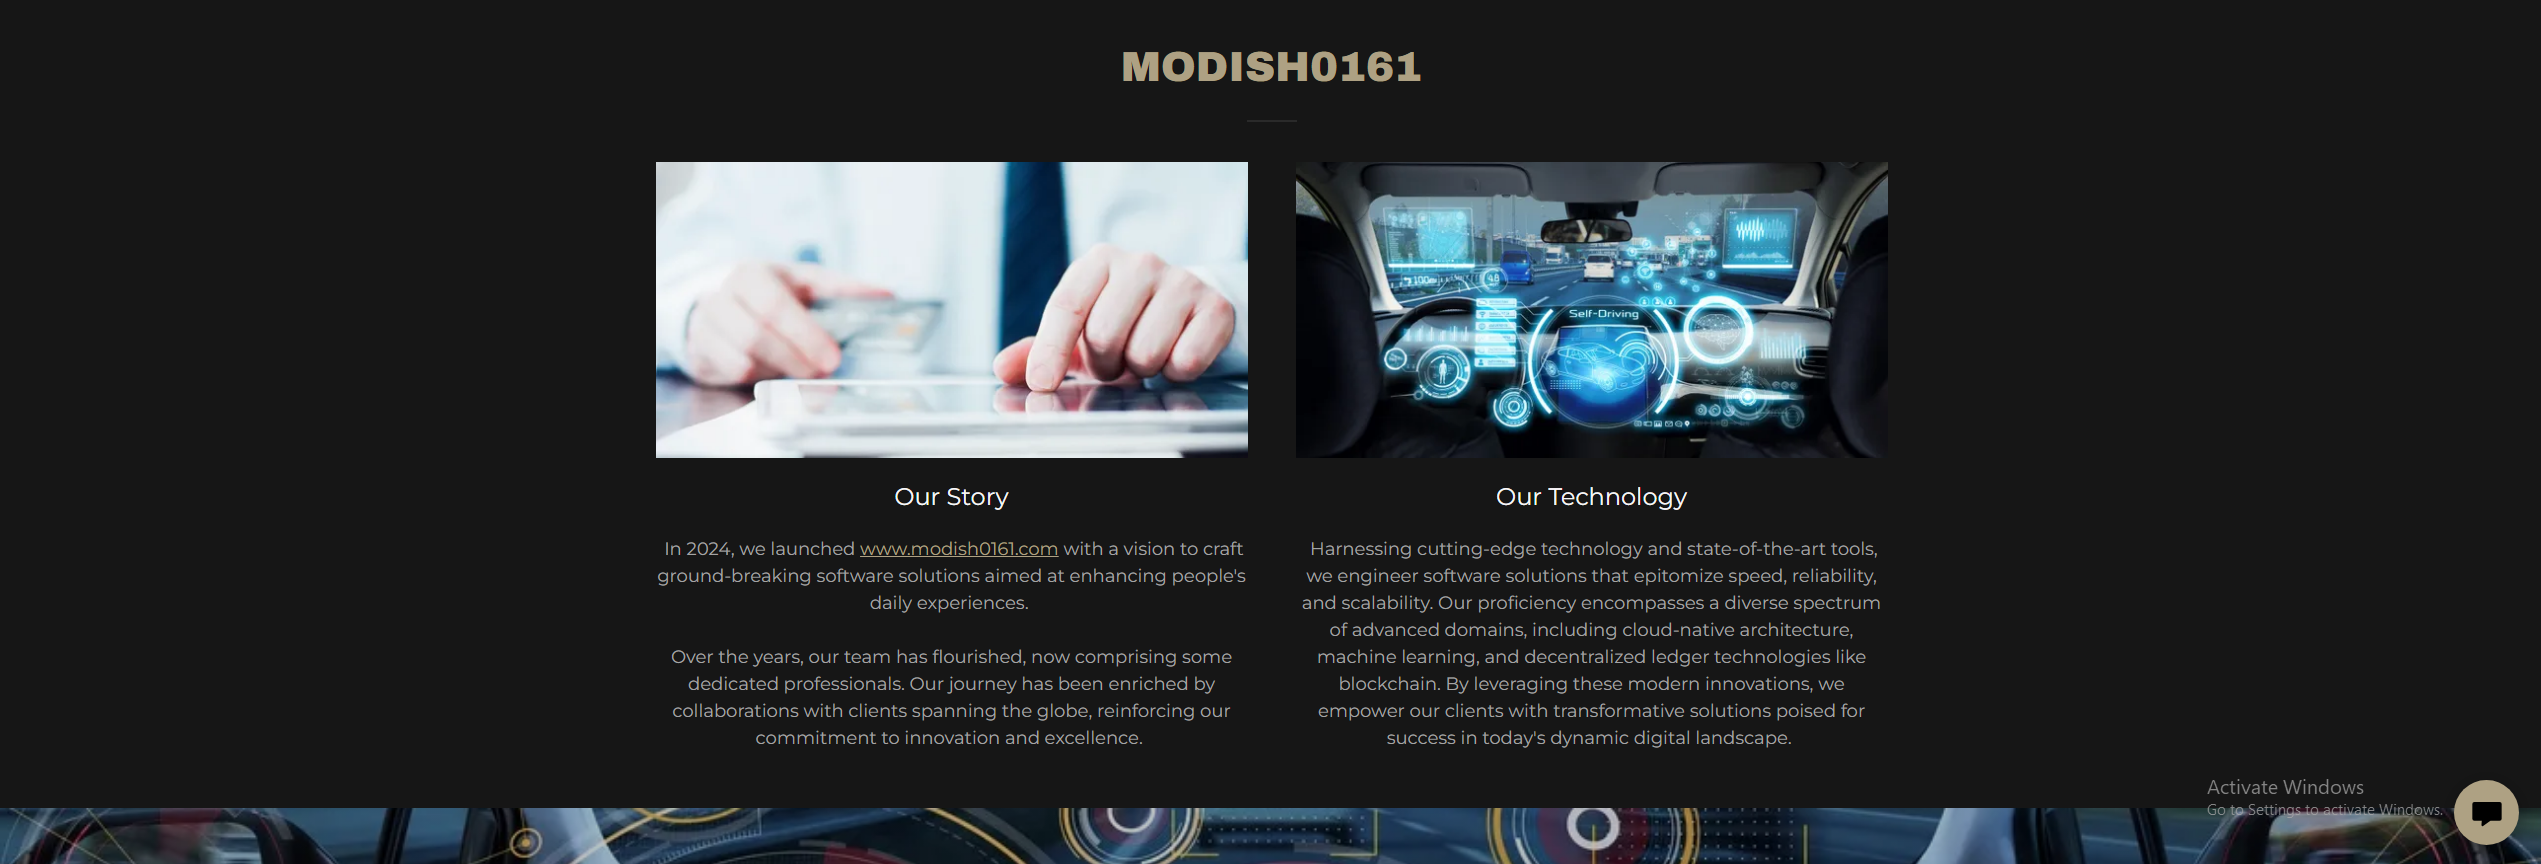 MODISH0161
Self-Driving
Our Story
In 2024, we launched www.modish0161.com with a vision to craft
ground-breaking software solutions aimed at enhancing people's
daily experiences.
Over the years, our team has flourished, now comprising some
dedicated professionals. Our journey has been enriched by
collaborations with clients spanning the globe, reinforcing our
commitment to innovation and excellence.
Our Technology
Harnessing cutting-edge technology and state-of-the-art tools,
we engineer software solutions that epitomize speed, reliability,
and scalability. Our proficiency encompasses a diverse spectrum
of advanced domains, including cloud-native architecture,
machine learning, and decentralized ledger technologies like
blockchain. By leveraging these modern innovations, we
empower our clients with transformative solutions poised for
success in today's dynamic digital landscape.
Activate Windows
Go to Settings to activate Windows.